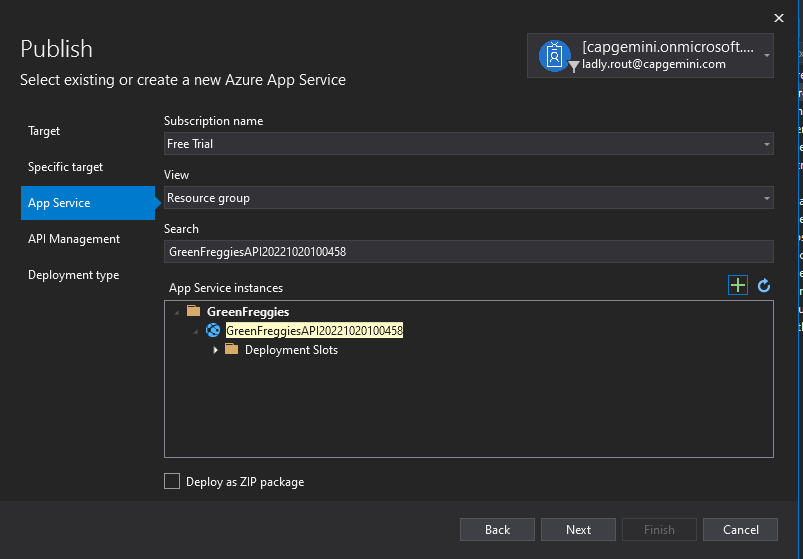 Publish
Select existing or create a new Azure App Service
[capgemini.onmicrosoft....
ladly.rout@capgemini.com
Target
Specific target
App Service
API Management
Deployment type
Subscription name
Free Trial
View
Resource group
Search
GreenFreggiesAPI20221020100458
App Service instances
GreenFreggies
GreenFreggiesAPI20221020100458
Deployment Slots
Deploy as ZIP package
Back
Next
Finish
Cancel